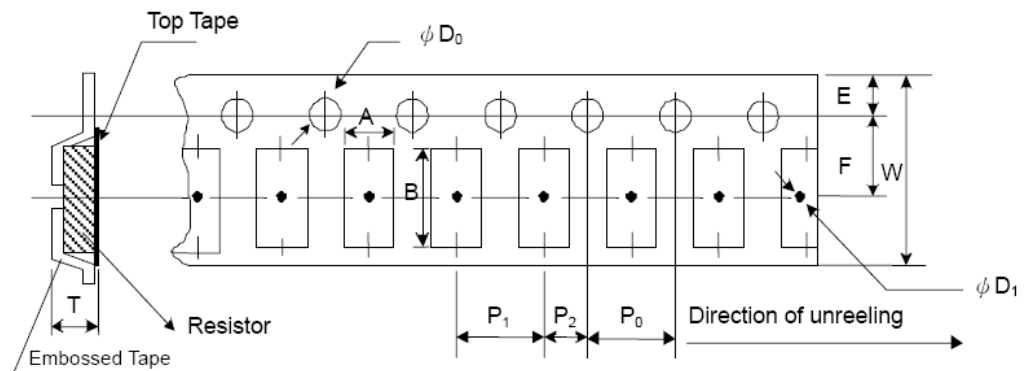 Top Tape
ϕ D₀
A
E
F
W
B
ϕ D₁
T
Resistor
P₁
P₂
P₀
Direction of unreeling
Embossed Tape